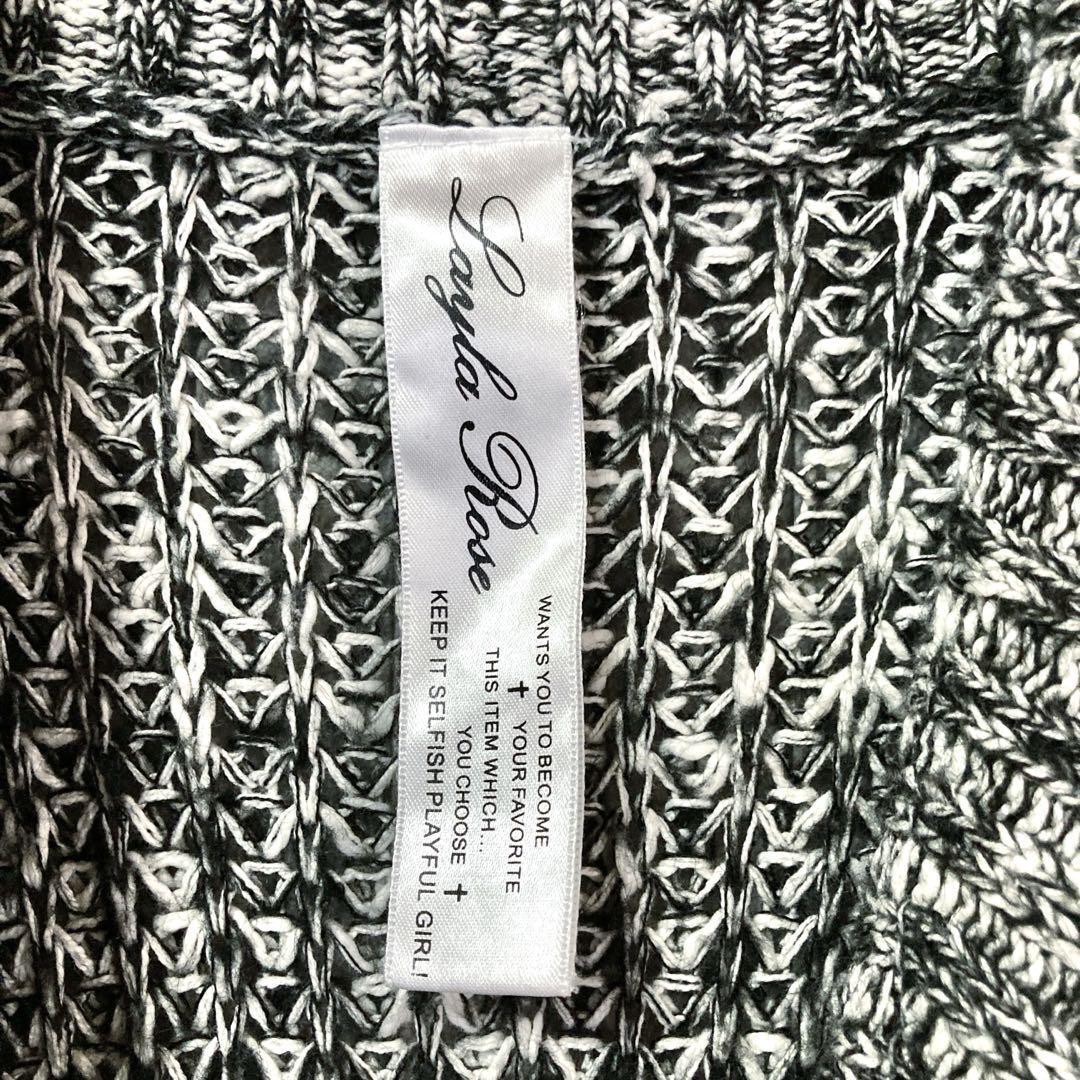 Layla Rose
WANTS YOU TO BECOME
✝ YOUR FAVORITE
THIS ITEM WHICH...
YOU CHOOSE ✝
KEEP IT SELFISH PLAYFUL GIRL!